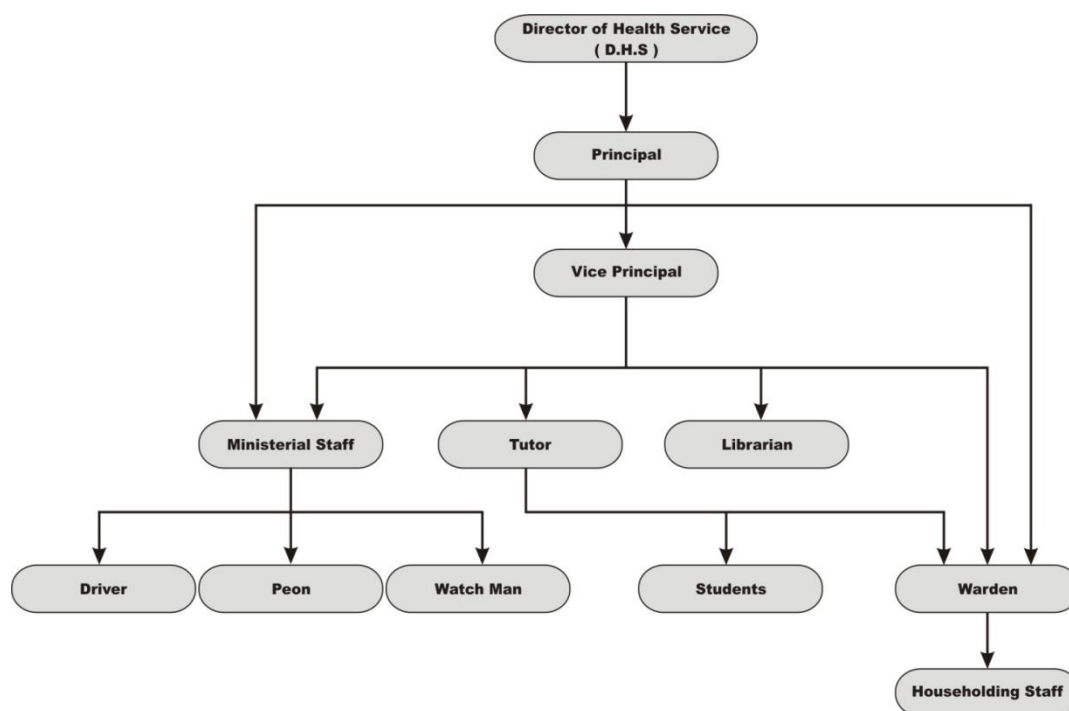 Director of Health Service
( D.H.S )
Principal
Vice Principal
Ministerial Staff
Tutor
Librarian
Driver
Peon
Watch Man
Students
Warden
Householding Staff